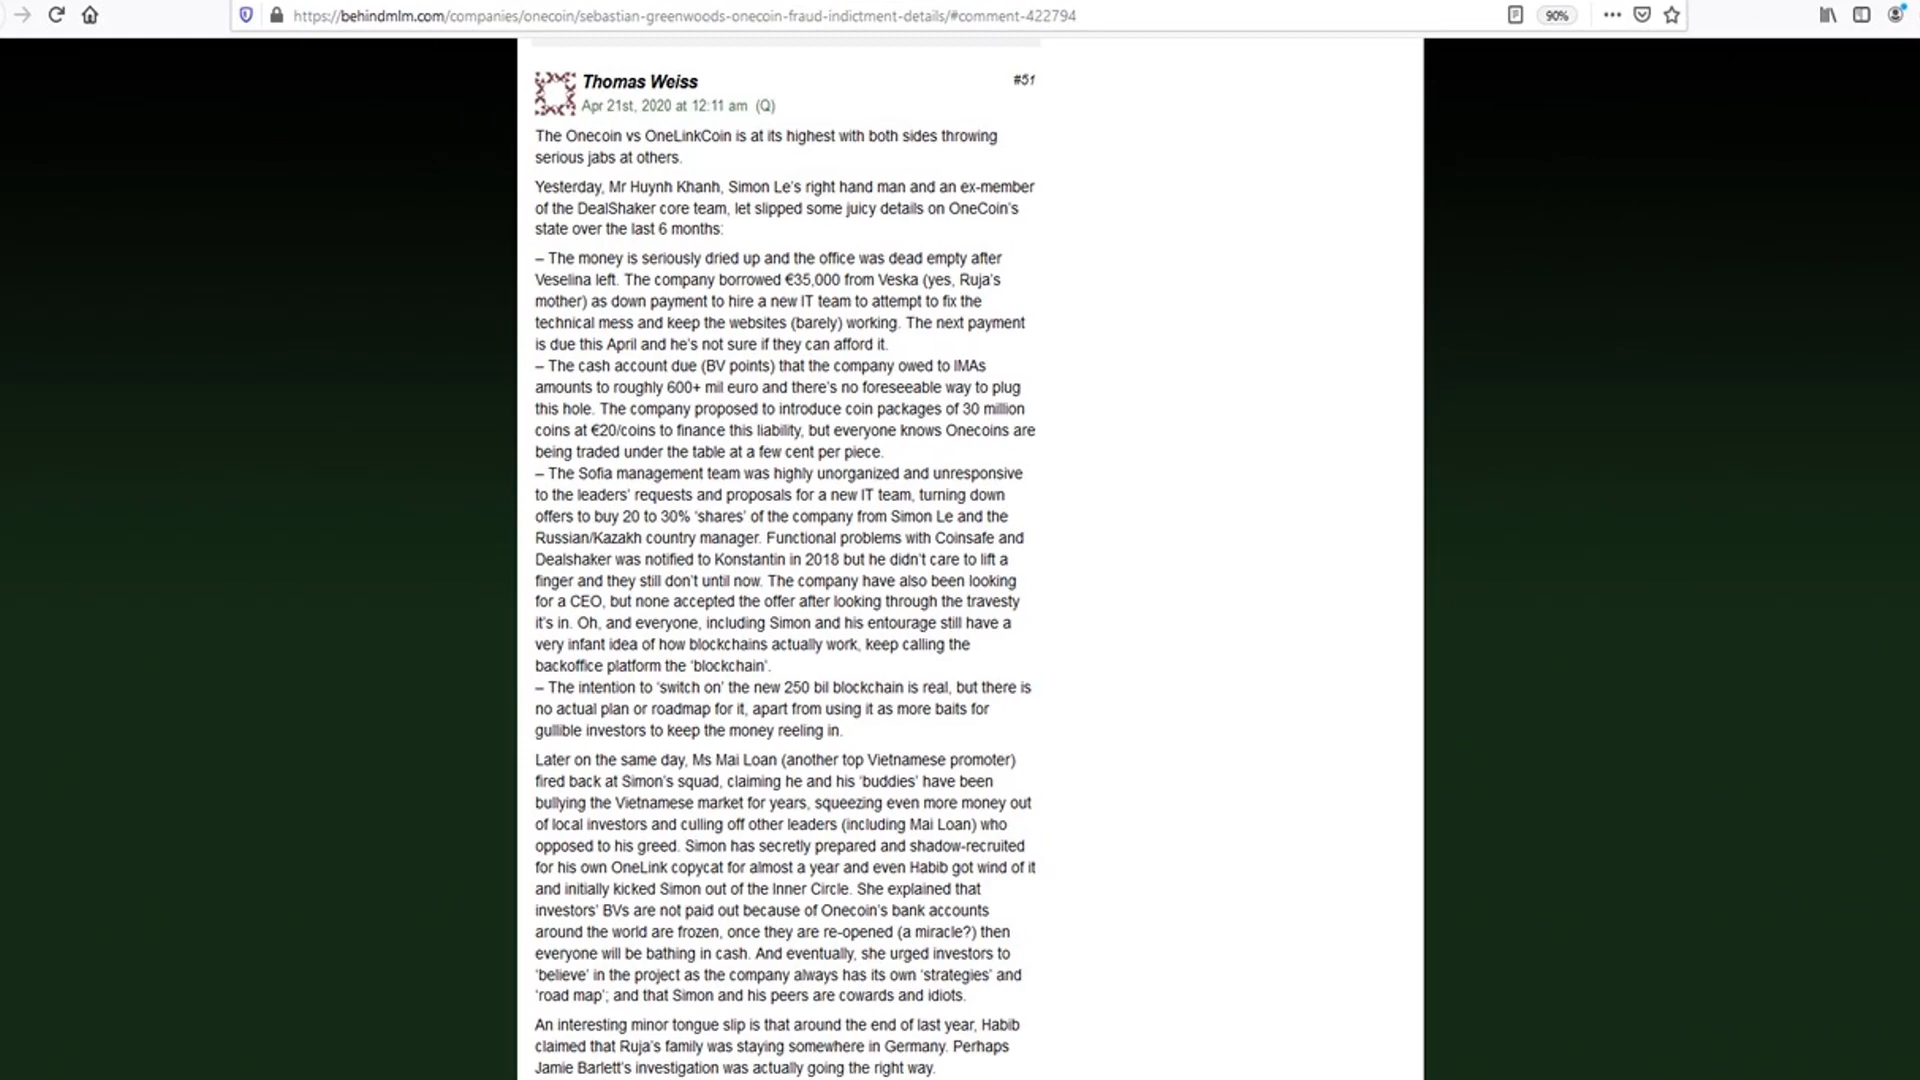 https://behindmlm.com/companies/onecoin/sebastian-greenwoods-onecoin-fraud-indictment-details/#comment-422794
90%
Thomas Weiss
#51
Apr 21st, 2020 at 12:11 am (Q)
The Onecoin vs OneLinkCoin is at its highest with both sides throwing
serious jabs at others.
Yesterday, Mr Huynh Khanh, Simon Le's right hand man and an ex-member
of the DealShaker core team, let slipped some juicy details on OneCoin's
state over the last 6 months:
– The money is seriously dried up and the office was dead empty after
Veselina left. The company borrowed €35,000 from Veska (yes, Ruja's
mother) as down payment to hire a new IT team to attempt to fix the
technical mess and keep the websites (barely) working. The next payment
is due this April and he's not sure if they can afford it.
– The cash account due (BV points) that the company owed to IMAs
amounts to roughly 600+ mil euro and there's no foreseeable way to plug
this hole. The company proposed to introduce coin packages of 30 million
coins at €20/coins to finance this liability, but everyone knows Onecoins are
being traded under the table at a few cent per piece.
– The Sofia management team was highly unorganized and unresponsive
to the leaders' requests and proposals for a new IT team, turning down
offers to buy 20 to 30% 'shares' of the company from Simon Le and the
Russian/Kazakh country manager. Functional problems with Coinsafe and
Dealshaker was notified to Konstantin in 2018 but he didn't care to lift a
finger and they still don't until now. The company have also been looking
for a CEO, but none accepted the offer after looking through the travesty
it's in. Oh, and everyone, including Simon and his entourage still have a
very infant idea of how blockchains actually work, keep calling the
backoffice platform the 'blockchain'.
– The intention to 'switch on' the new 250 bil blockchain is real, but there is
no actual plan or roadmap for it, apart from using it as more baits for
gullible investors to keep the money reeling in.
Later on the same day, Ms Mai Loan (another top Vietnamese promoter)
fired back at Simon's squad, claiming he and his 'buddies' have been
bullying the Vietnamese market for years, squeezing even more money out
of local investors and culling off other leaders (including Mai Loan) who
opposed to his greed. Simon has secretly prepared and shadow-recruited
for his own OneLink copycat for almost a year and even Habib got wind of it
and initially kicked Simon out of the Inner Circle. She explained that
investors' BVs are not paid out because of Onecoin's bank accounts
around the world are frozen, once they are re-opened (a miracle?) then
everyone will be bathing in cash. And eventually, she urged investors to
'believe' in the project as the company always has its own 'strategies' and
'road map'; and that Simon and his peers are cowards and idiots.
An interesting minor tongue slip is that around the end of last year, Habib
claimed that Ruja's family was staying somewhere in Germany. Perhaps
Jamie Barlett's investigation was actually going the right way.